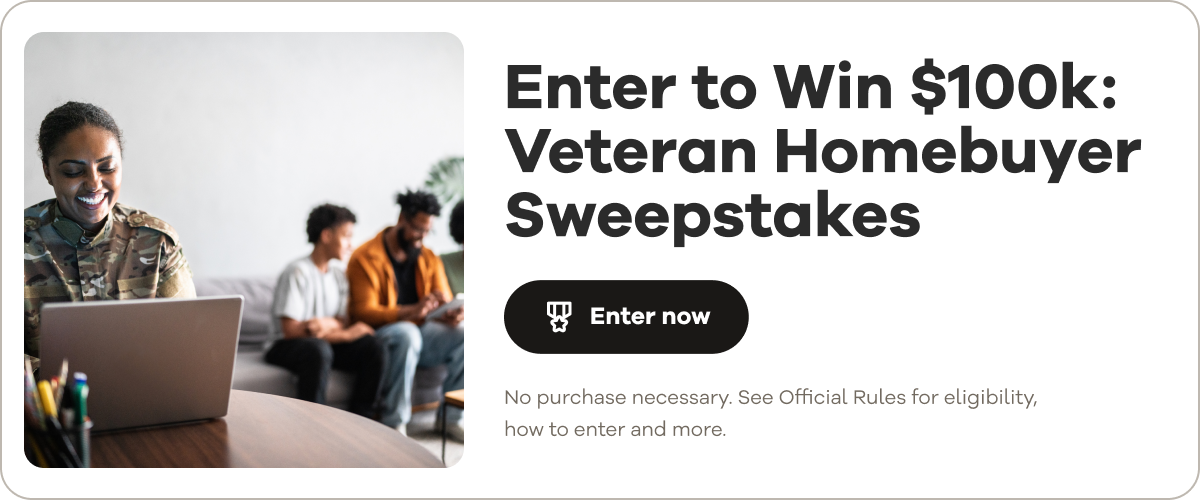 Enter to Win $100k:
Veteran Homebuyer
Sweepstakes
Enter now
No purchase necessary. See Official Rules for eligibility,
how to enter and more.